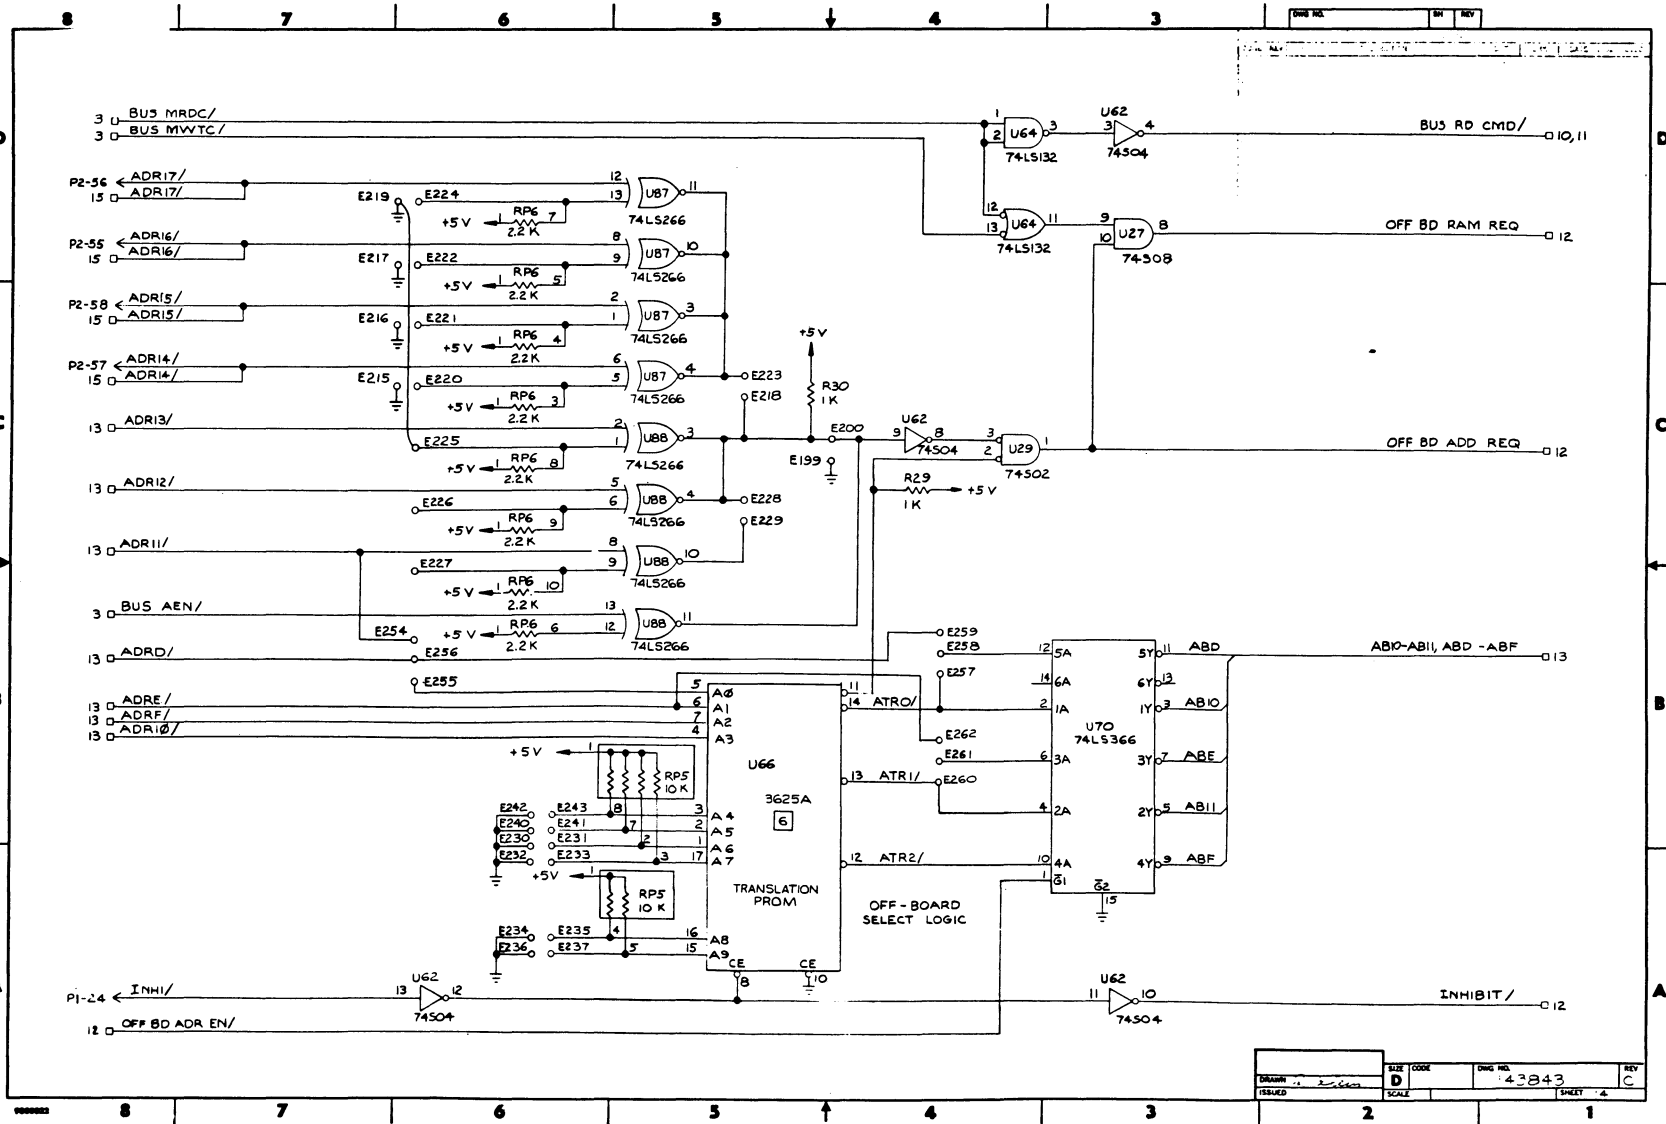 8 7 6 5 4 3
DWG NO. SH REV
3 BUS MRDC/
3 BUS MWTC/
1 2 U64 3 74LS132
U62 3 4 74S04
BUS RD CMD/ 10,11
D D
P2-56 ADR17/
15 ADR17/
E219 E224
+5V 1 RP6 7 2.2K
12 13 U87 11 74LS266
12 13 U64 11 74LS132
9 10 U27 8 74S08
OFF BD RAM REQ 12
P2-55 ADR16/
15 ADR16/
E217 E222
+5V 1 RP6 5 2.2K
8 9 U87 10 74LS266
P2-58 ADR15/
15 ADR15/
E216 E221
+5V 1 RP6 4 2.2K
2 1 U87 3 74LS266
P2-57 ADR14/
15 ADR14/
E215 E220
+5V 1 RP6 3 2.2K
6 5 U87 4 74LS266
E223
E218
+5V
R30
1K
C
13 ADR13/
E225
+5V 1 RP6 8 2.2K
2 1 U88 3 74LS266
E200
E199
U62 9 8 74S04
3 2 U29 1 74S02
OFF BD ADD REQ 12
R29 +5V
1K
13 ADR12/
E226
+5V 1 RP6 9 2.2K
5 6 U88 4 74LS266
E228
E229
13 ADR11/
E227
+5V 1 RP6 10 2.2K
8 9 U88 10 74LS266
3 BUS AEN/
+5V 1 RP6 6 2.2K
13 12 U88 11 74LS266
E254
13 ADRD/
E256
E255
E259
E258
E257
12 5A 5Y 11 ABD
AB10-AB11, ABD-ABF 13
14 6A 6Y 13
B
13 ADRE/
13 ADRF/
13 ADR10/
5 A0
6 A1
7 A2
4 A3
11
14 ATR0/
2 1A 1Y 3 AB10
U70
74LS366
E262
E261
E260
6 3A 3Y 7 ABE
+5V 1
RP5
10K
U66
3625A
6
13 ATR1/
4 2A 2Y 5 AB11
E242 E243 8 3 A4
E240 E241 7 2 A5
E230 E231 2 1 A6
E232 E233 3 17 A7
12 ATR2/
10 4A 4Y 9 ABF
1 G1
G2
15
+5V 1
RP5
10K
TRANSLATION
PROM
OFF-BOARD
SELECT LOGIC
E234 E235 4 16 A8
E236 E237 5 15 A9
CE CE
8 10
A
P1-24 INH1/
13 U62 12 74S04
11 U62 10 74S04
INHIBIT/ 12
12 OFF BD ADR EN/
DRAWN
ISSUED
SIZE D CODE DWG NO. 43843 REV C
SCALE SHEET 4
8 7 6 5 4 3 2 1